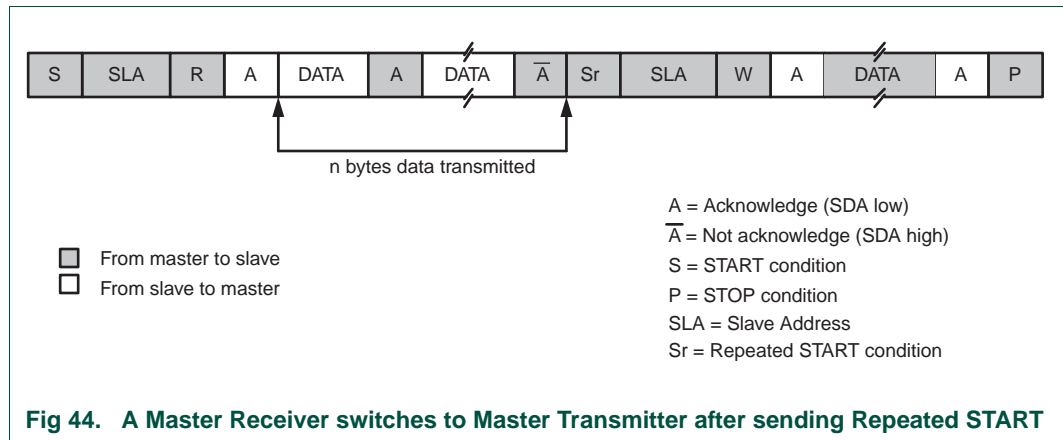 S SLA R A DATA A DATA A̅ Sr SLA W A DATA A P
n bytes data transmitted
From master to slave
From slave to master
A = Acknowledge (SDA low)
A̅ = Not acknowledge (SDA high)
S = START condition
P = STOP condition
SLA = Slave Address
Sr = Repeated START condition
Fig 44. A Master Receiver switches to Master Transmitter after sending Repeated START